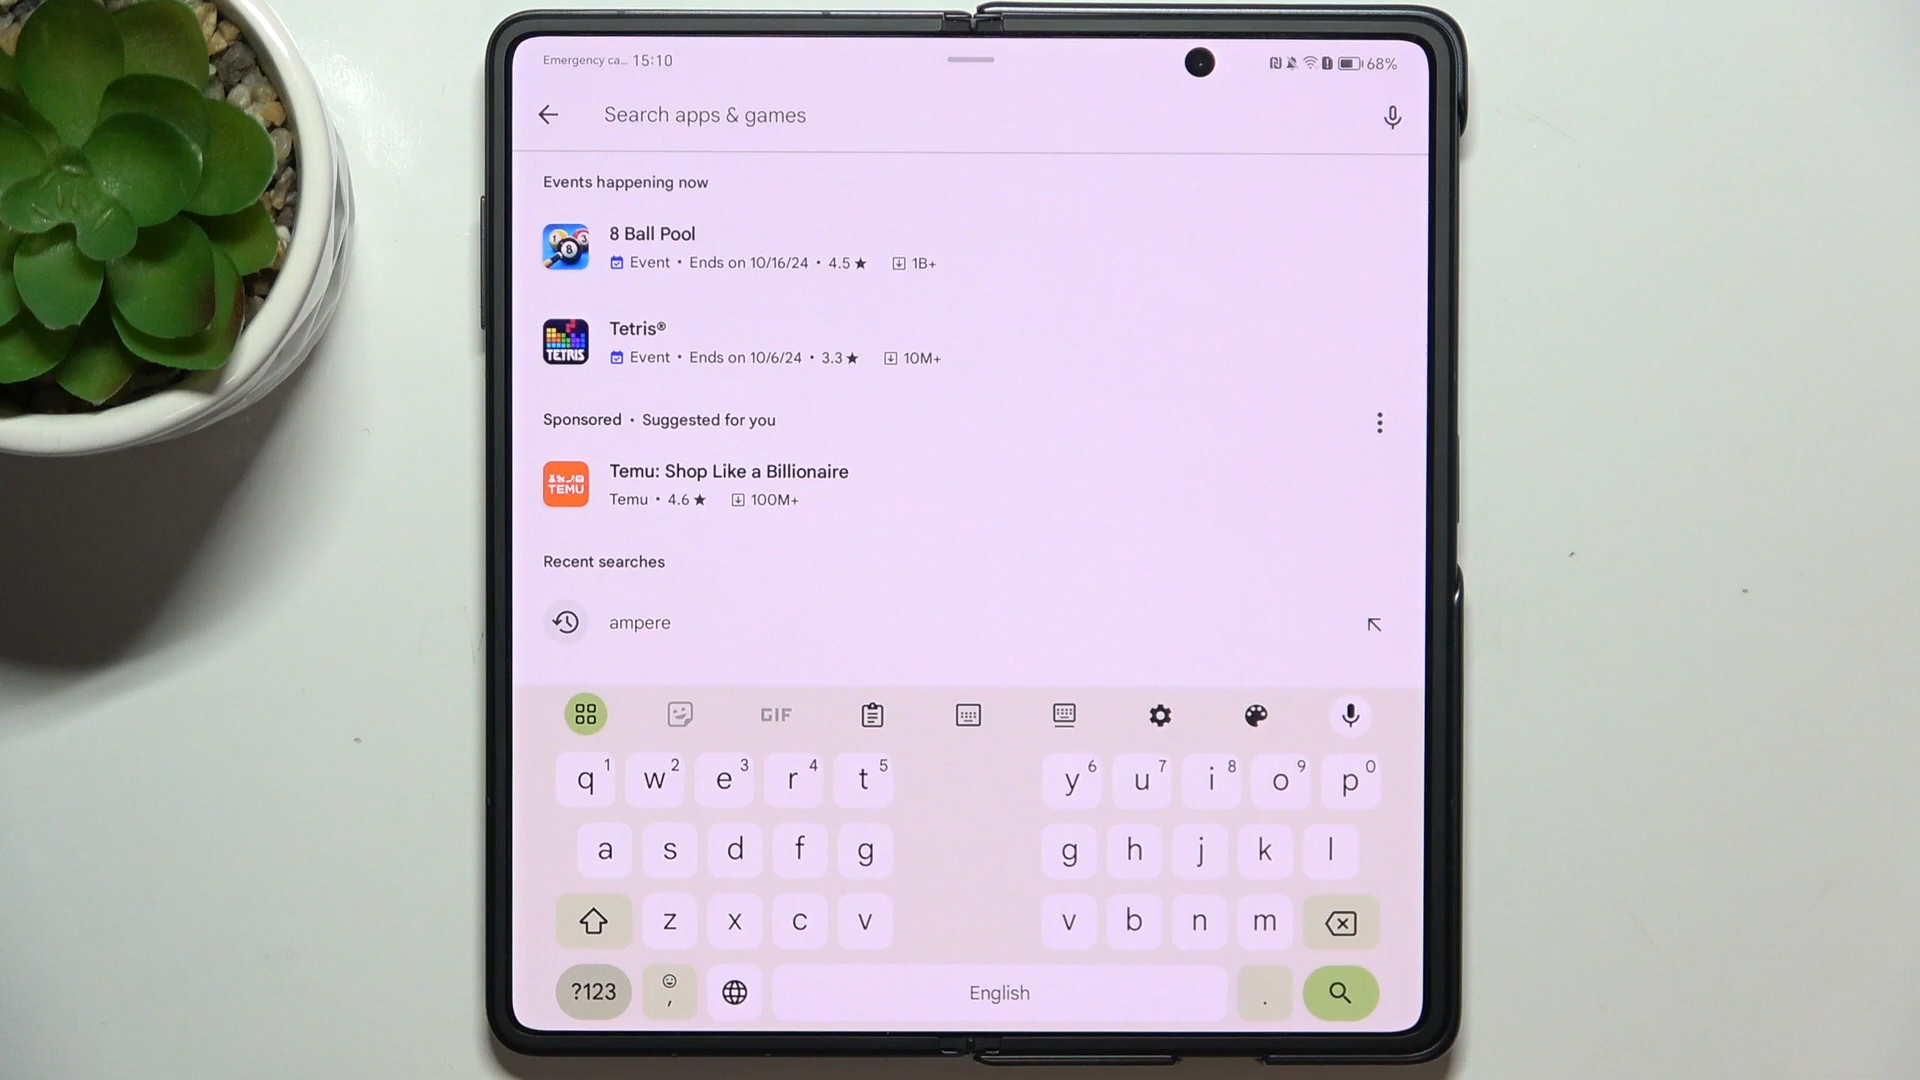 Emergency ca... 15:10 68%
Search apps & games
Events happening now
8 Ball Pool
Event • Ends on 10/16/24 • 4.5 ★ 1B+
TETRIS
Tetris®
Event • Ends on 10/6/24 • 3.3 ★ 10M+
Sponsored • Suggested for you
TEMU
Temu: Shop Like a Billionaire
Temu • 4.6 ★ 100M+
Recent searches
ampere
GIF
q1 w2 e3 r4 t5 y6 u7 i8 o9 p0
a s d f g g h j k l
z x c v v b n m
?123 , English .